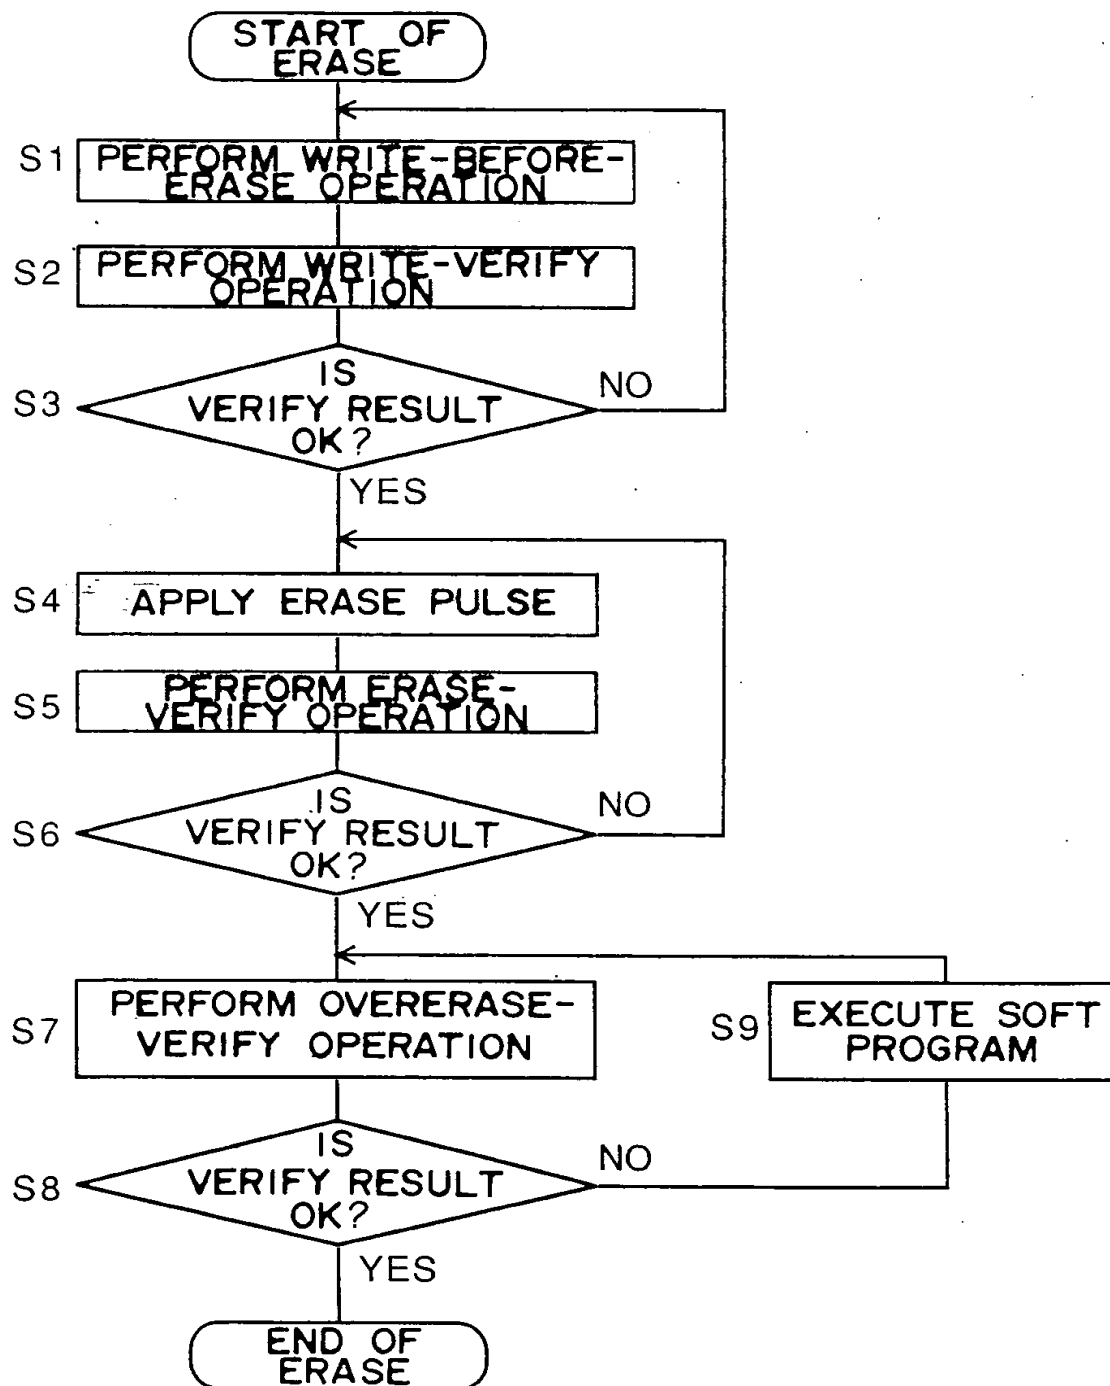 START OF
ERASE
S1
PERFORM WRITE-BEFORE-
ERASE OPERATION
S2
PERFORM WRITE-VERIFY
OPERATION
S3
IS
VERIFY RESULT
OK?
NO
YES
S4
APPLY ERASE PULSE
S5
PERFORM ERASE-
VERIFY OPERATION
S6
IS
VERIFY RESULT
OK?
NO
YES
S7
PERFORM OVERERASE-
VERIFY OPERATION
S9
EXECUTE SOFT
PROGRAM
S8
IS
VERIFY RESULT
OK?
NO
YES
END OF
ERASE